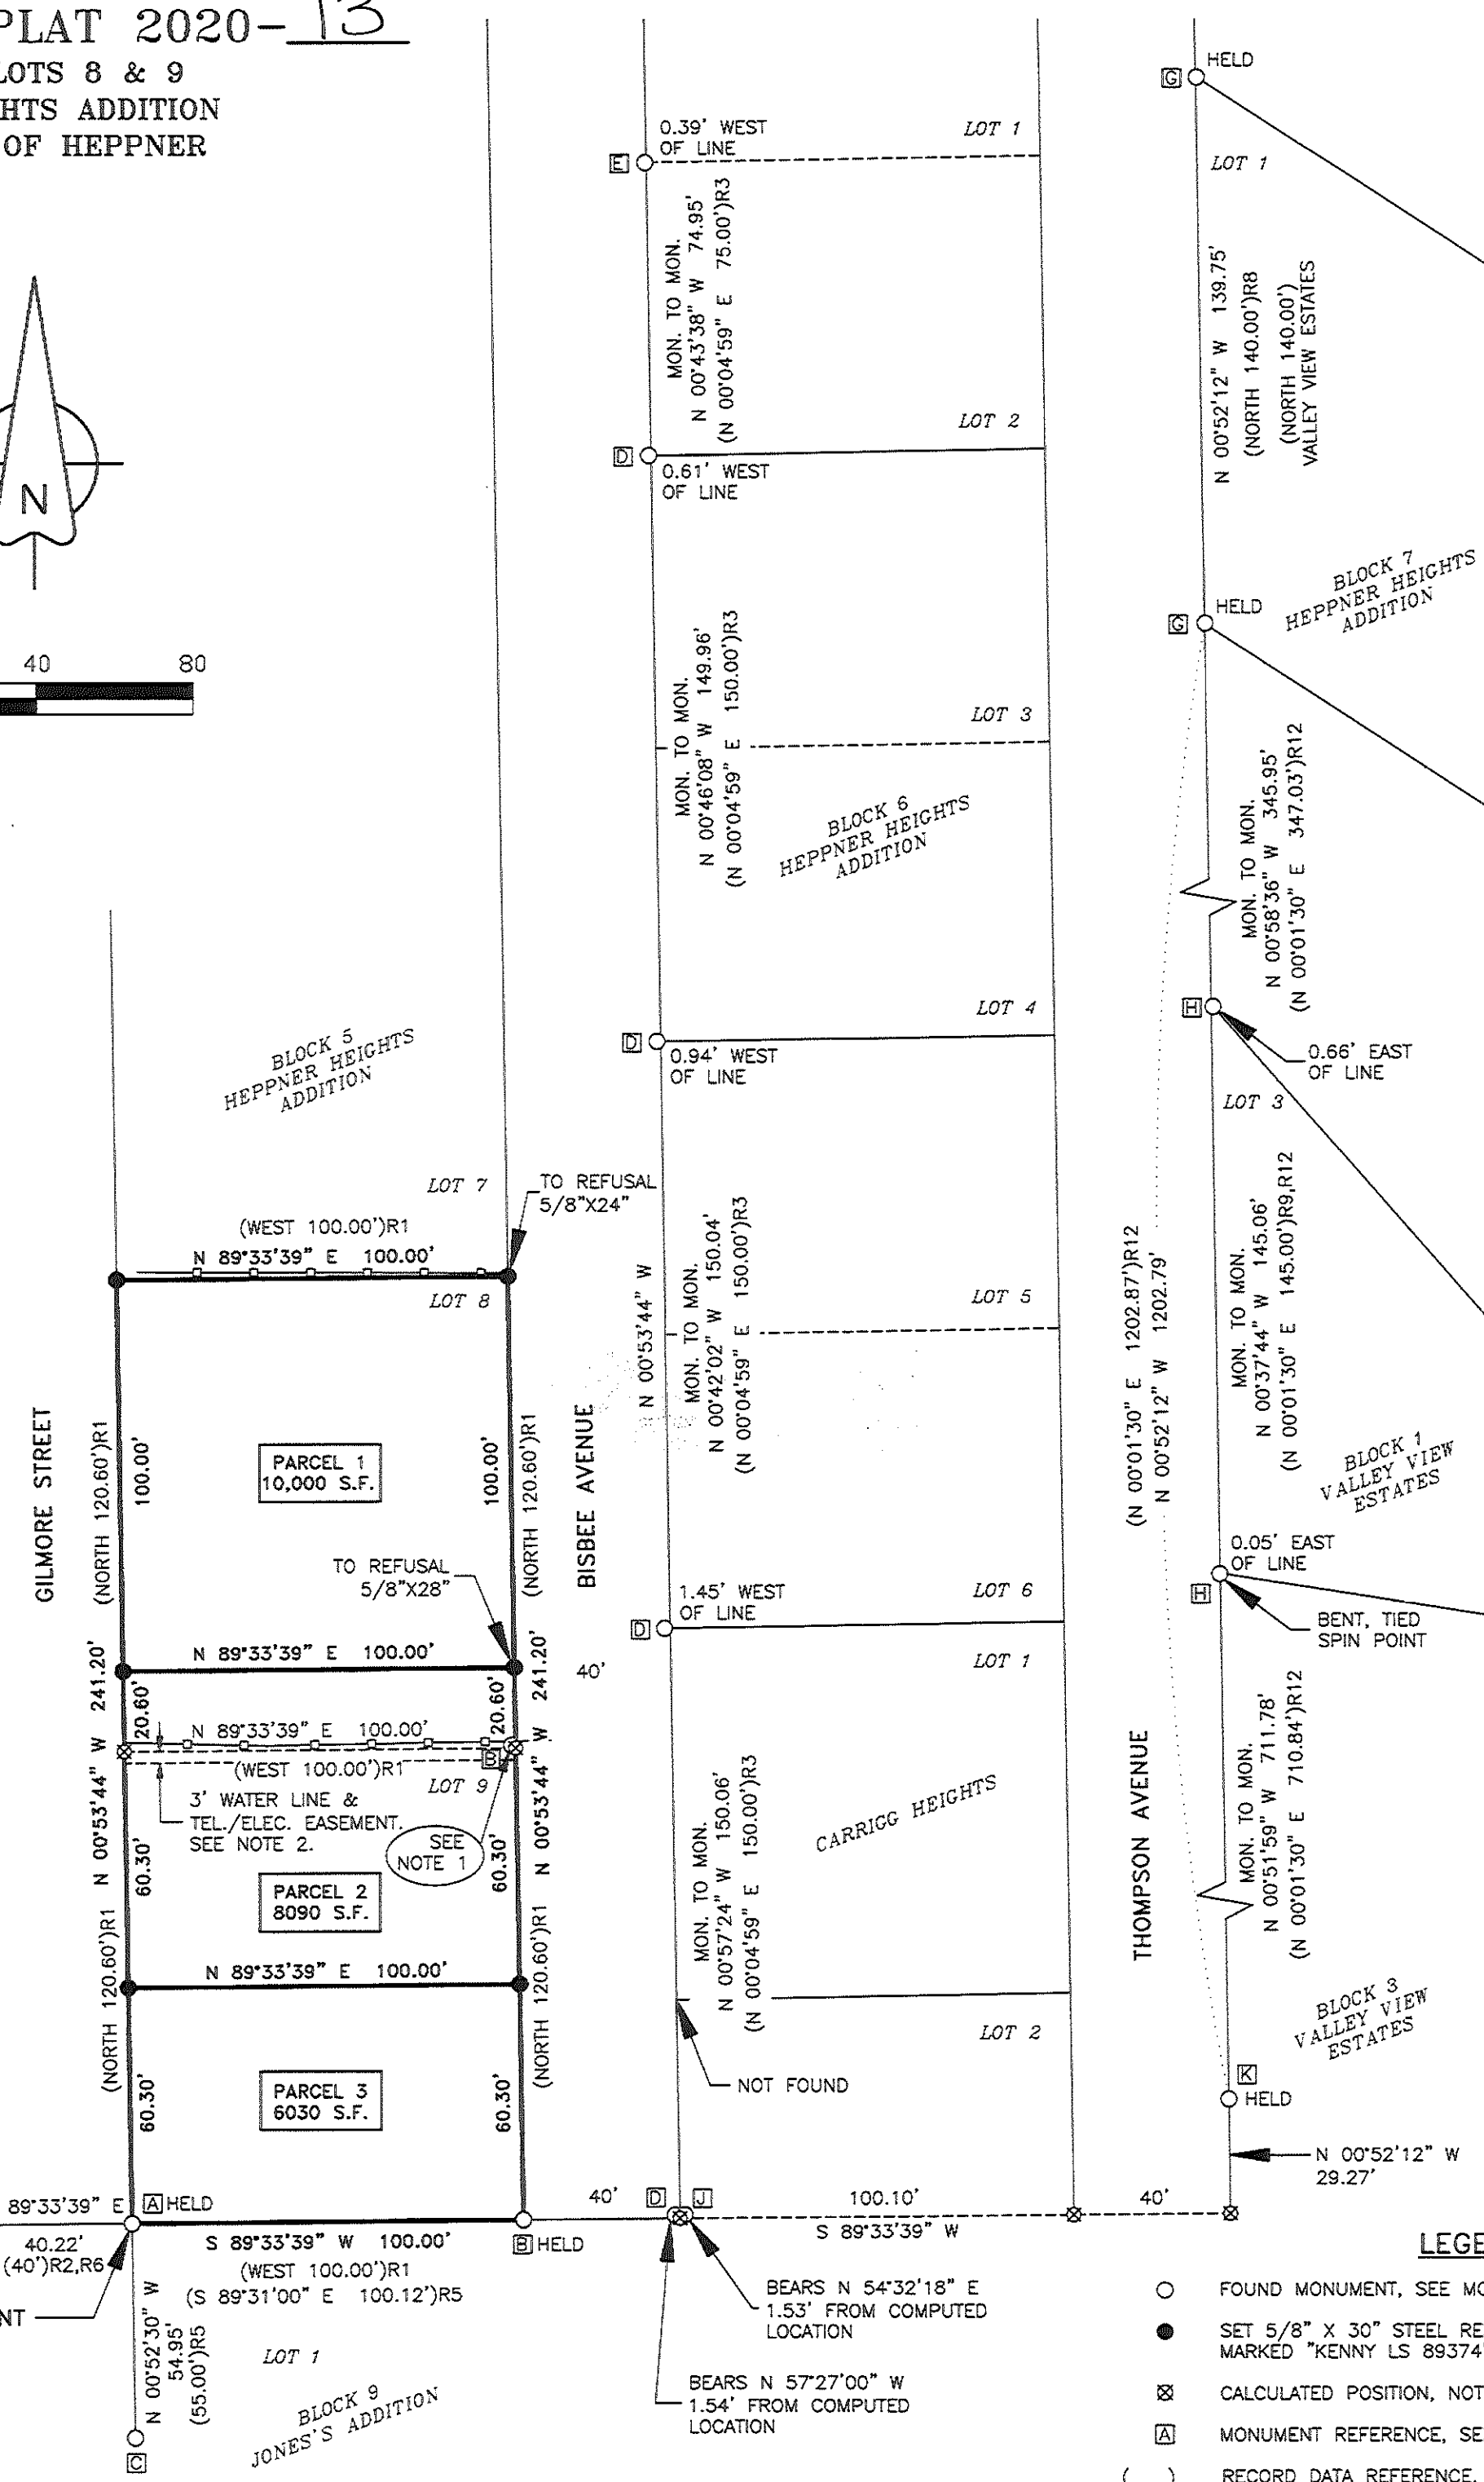 PLAT 2020-13
LOTS 8 & 9
HTS ADDITION
OF HEPPNER
N
40 80
GILMORE STREET
BLOCK 5
HEPPNER HEIGHTS
ADDITION
LOT 7
TO REFUSAL
5/8"X24"
(WEST 100.00')R1
N 89°33'39" E 100.00'
LOT 8
(NORTH 120.60')R1
100.00'
PARCEL 1
10,000 S.F.
100.00'
(NORTH 120.60')R1
TO REFUSAL
5/8"X28"
N 89°33'39" E 100.00'
N 00°53'44" W 241.20'
20.60'
20.60'
N 00°53'44" W 241.20'
N 89°33'39" E 100.00'
B
(WEST 100.00')R1
LOT 9
3' WATER LINE &
TEL./ELEC. EASEMENT.
SEE NOTE 2.
SEE
NOTE 1
60.30'
60.30'
PARCEL 2
8090 S.F.
(NORTH 120.60')R1
N 89°33'39" E 100.00'
(NORTH 120.60')R1
60.30'
PARCEL 3
6030 S.F.
60.30'
89°33'39" E
A HELD
40.22'
(40')R2,R6
S 89°33'39" W 100.00'
B HELD
(WEST 100.00')R1
(S 89°31'00" E 100.12')R5
NT
N 00°52'30" W
54.95'
(55.00')R5
LOT 1
BLOCK 9
JONES'S ADDITION
C
BISBEE AVENUE
40'
N 00°53'44" W
E
0.39' WEST
OF LINE
LOT 1
MON. TO MON.
N 00°43'38" W 74.95'
(N 00°04'59" E 75.00')R3
LOT 2
D
0.61' WEST
OF LINE
MON. TO MON.
N 00°46'08" W 149.96'
(N 00°04'59" E 150.00')R3
LOT 3
BLOCK 6
HEPPNER HEIGHTS
ADDITION
LOT 4
D
0.94' WEST
OF LINE
MON. TO MON.
N 00°42'02" W 150.04'
(N 00°04'59" E 150.00')R3
LOT 5
1.45' WEST
OF LINE
LOT 6
D
LOT 1
MON. TO MON.
N 00°57'24" W 150.06'
(N 00°04'59" E 150.00')R3
CARRIGG HEIGHTS
LOT 2
NOT FOUND
40'
D
J
100.10'
40'
S 89°33'39" W
BEARS N 54°32'18" E
1.53' FROM COMPUTED
LOCATION
BEARS N 57°27'00" W
1.54' FROM COMPUTED
LOCATION
THOMPSON AVENUE
(N 00°01'30" E 1202.87')R12
N 00°52'12" W 1202.79'
G
HELD
LOT 1
N 00°52'12" W 139.75'
(NORTH 140.00')R8
(NORTH 140.00')
VALLEY VIEW ESTATES
BLOCK 7
HEPPNER HEIGHTS
ADDITION
G
HELD
MON. TO MON.
N 00°58'36" W 345.95'
(N 00°01'30" E 347.03')R12
H
0.66' EAST
OF LINE
LOT 3
MON. TO MON.
N 00°37'44" W 145.06'
(N 00°01'30" E 145.00')R9,R12
BLOCK 1
VALLEY VIEW
ESTATES
0.05' EAST
OF LINE
H
BENT, TIED
SPIN POINT
MON. TO MON.
N 00°51'59" W 711.78'
(N 00°01'30" E 710.84')R12
BLOCK 3
VALLEY VIEW
ESTATES
K
HELD
N 00°52'12" W
29.27'
LEGE
FOUND MONUMENT, SEE MO
SET 5/8" X 30" STEEL RE
MARKED "KENNY LS 89374
CALCULATED POSITION, NOT
A MONUMENT REFERENCE, SE
( ) RECORD DATA REFERENCE,